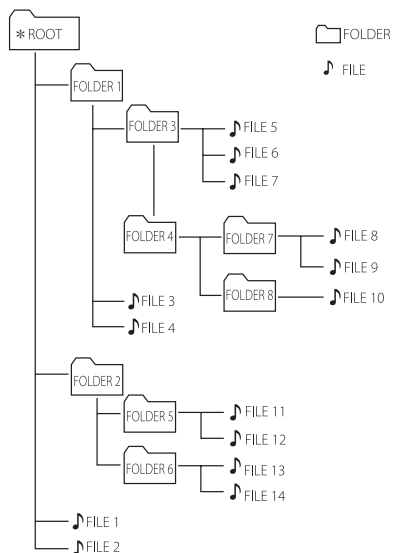 * ROOT
FOLDER
FILE
FOLDER 1
FOLDER 3
FILE 5
FILE 6
FILE 7
FOLDER 4
FOLDER 7
FILE 8
FILE 9
FOLDER 8
FILE 10
FILE 3
FILE 4
FOLDER 2
FOLDER 5
FILE 11
FILE 12
FOLDER 6
FILE 13
FILE 14
FILE 1
FILE 2